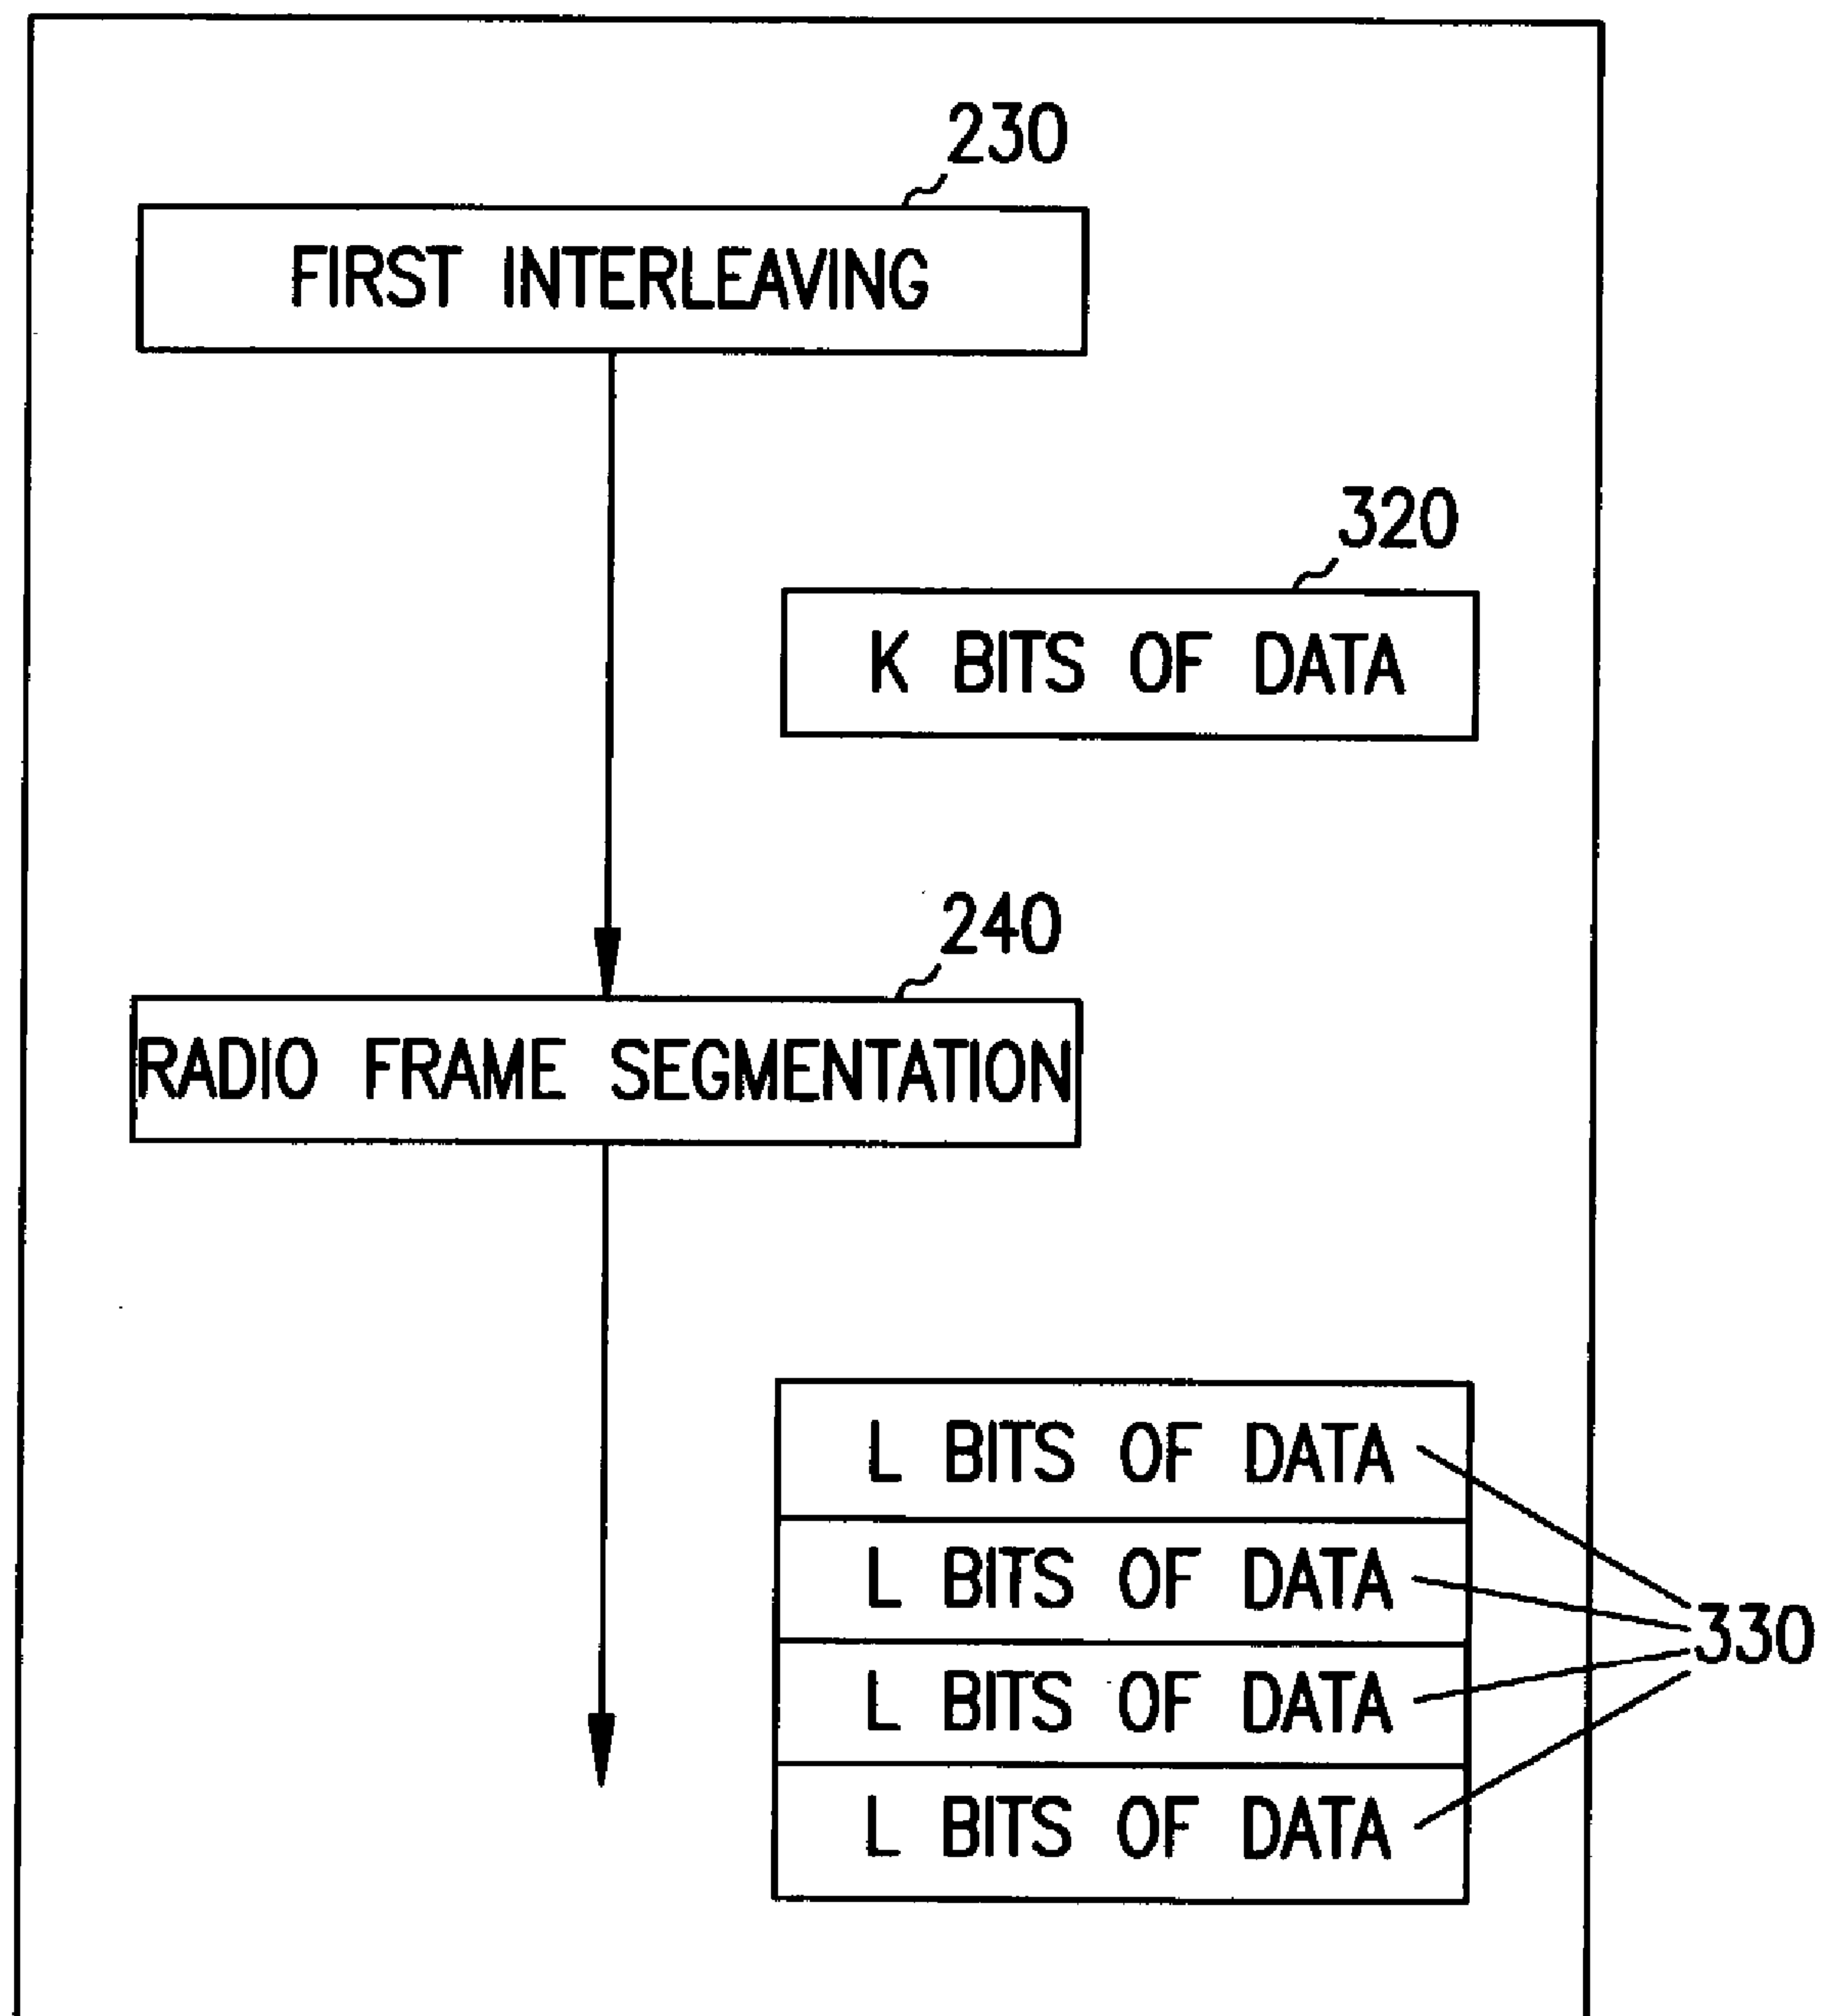 230
FIRST INTERLEAVING
320
K BITS OF DATA
240
RADIO FRAME SEGMENTATION
L BITS OF DATA
L BITS OF DATA
330
L BITS OF DATA
L BITS OF DATA